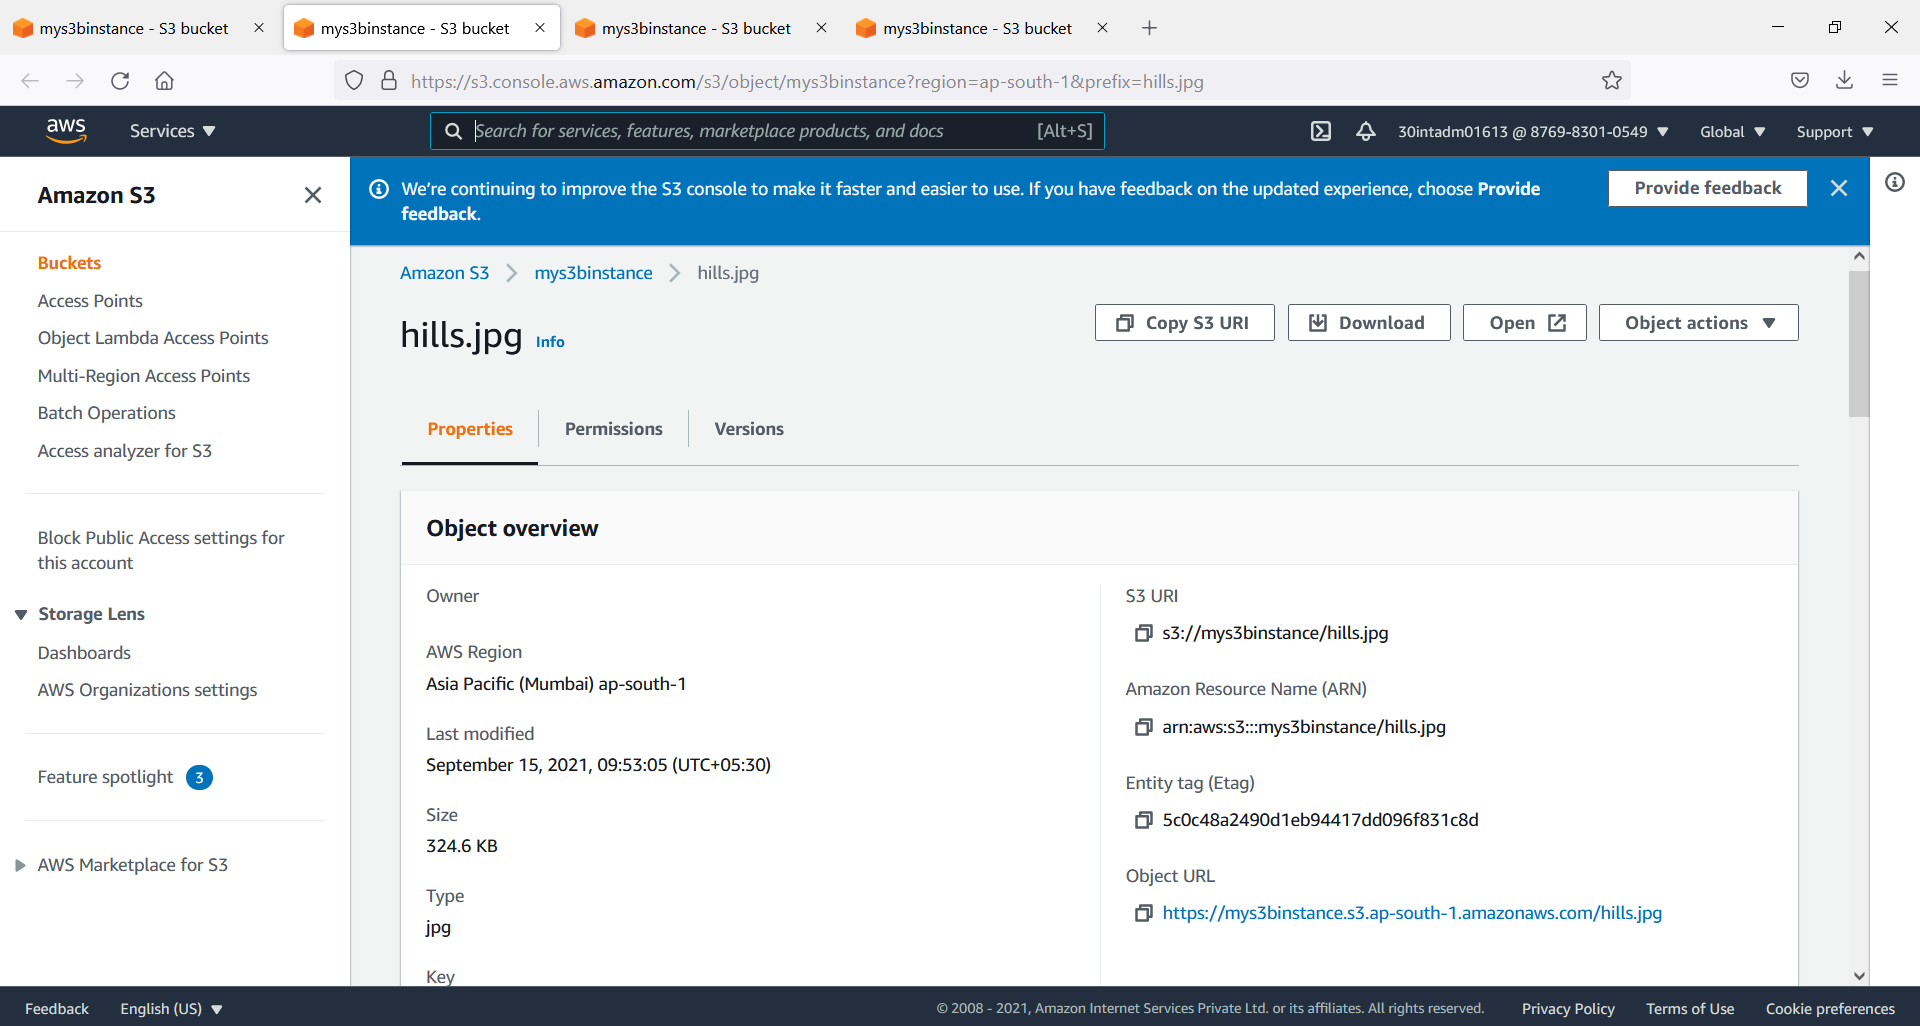 mys3binstance - S3 bucket
mys3binstance - S3 bucket
mys3binstance - S3 bucket
mys3binstance - S3 bucket
https://s3.console.aws.amazon.com/s3/object/mys3binstance?region=ap-south-1&prefix=hills.jpg
aws
Services
Search for services, features, marketplace products, and docs
[Alt+S]
30intadm01613 @ 8769-8301-0549
Global
Support
Amazon S3
Buckets
Access Points
Object Lambda Access Points
Multi-Region Access Points
Batch Operations
Access analyzer for S3
Block Public Access settings for
this account
Storage Lens
Dashboards
AWS Organizations settings
Feature spotlight 3
AWS Marketplace for S3
We're continuing to improve the S3 console to make it faster and easier to use. If you have feedback on the updated experience, choose Provide
feedback.
Provide feedback
Amazon S3
mys3binstance
hills.jpg
hills.jpg Info
Copy S3 URI
Download
Open
Object actions
Properties
Permissions
Versions
Object overview
Owner
AWS Region
Asia Pacific (Mumbai) ap-south-1
Last modified
September 15, 2021, 09:53:05 (UTC+05:30)
Size
324.6 KB
Type
jpg
Key
S3 URI
s3://mys3binstance/hills.jpg
Amazon Resource Name (ARN)
arn:aws:s3:::mys3binstance/hills.jpg
Entity tag (Etag)
5c0c48a2490d1eb94417dd096f831c8d
Object URL
https://mys3binstance.s3.ap-south-1.amazonaws.com/hills.jpg
Feedback
English (US)
© 2008 - 2021, Amazon Internet Services Private Ltd. or its affiliates. All rights reserved.
Privacy Policy
Terms of Use
Cookie preferences